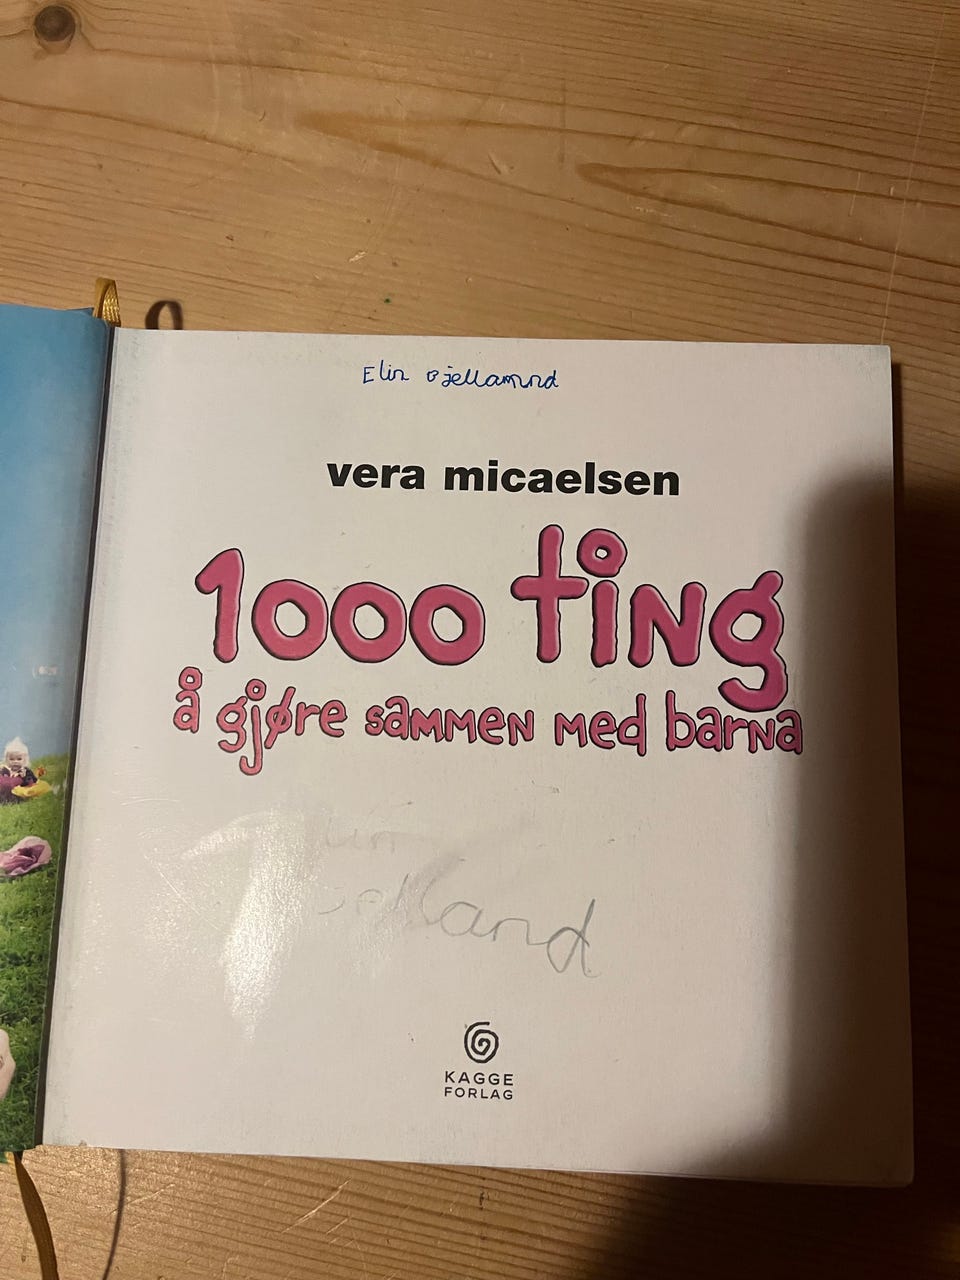 Elin
vera micaelsen
1000 ting
å gjøre sammen med barna
KAGGE
FORLAG